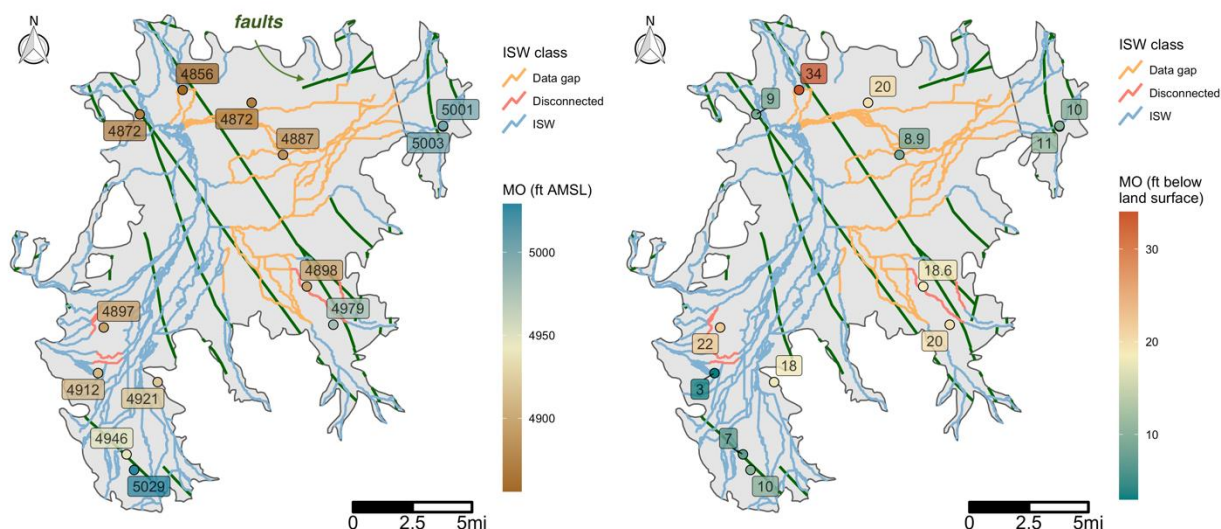 N
faults
4856
4872
4872
4887
5001
5003
4898
4979
4897
4912
4921
4946
5029
ISW class
Data gap
Disconnected
ISW
MO (ft AMSL)
5000
4950
4900
0 2.5 5mi
N
34
20
9
8.9
10
11
18.6
20
22
3
18
7
10
ISW class
Data gap
Disconnected
ISW
MO (ft below
land surface)
30
20
10
0 2.5 5mi